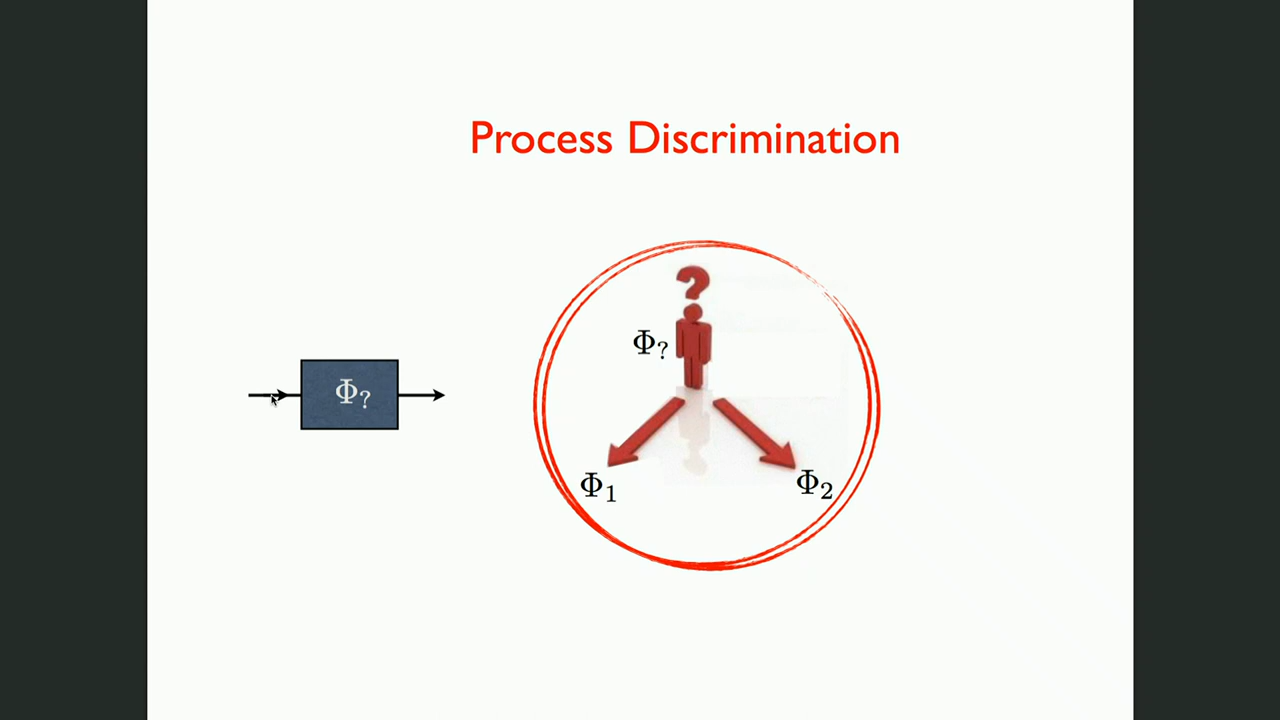 Process Discrimination
?
Φ?
Φ?
Φ1
Φ2